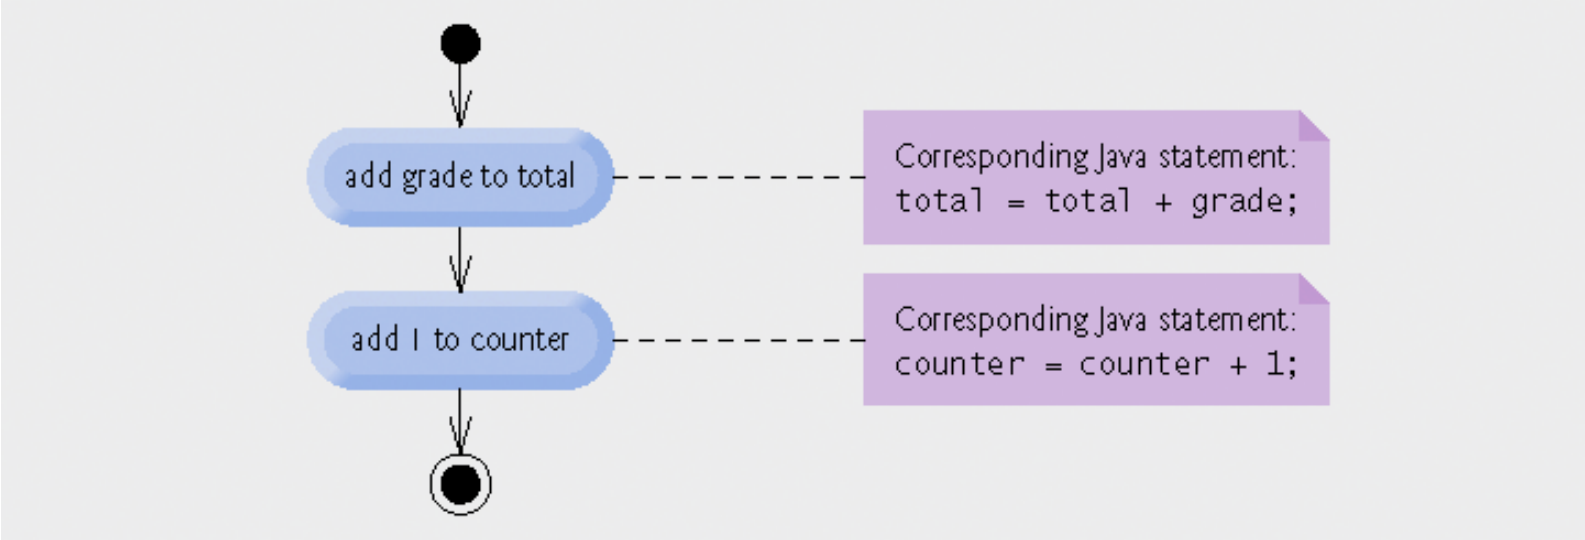 add grade to total
Corresponding Java statement:
total = total + grade;
add 1 to counter
Corresponding Java statement:
counter = counter + 1;